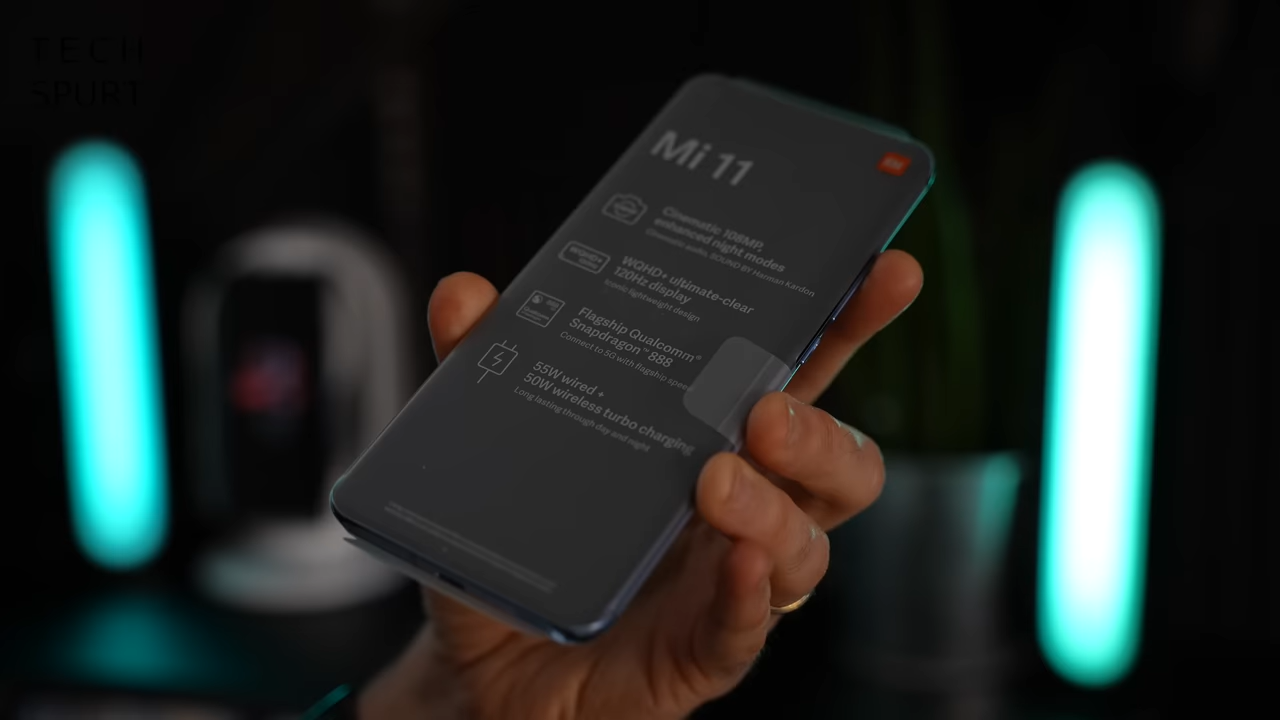 TECH
SPURT
Mi 11
Cinematic 108MP,
enhanced night modes
Cinematic audio, SOUND BY Harman Kardon
WQHD+
WQHD+ ultimate-clear
120Hz display
Iconic lightweight design
Flagship Qualcomm®
Snapdragon™ 888
Connect to 5G with flagship speed
55W wired +
50W wireless turbo charging
Long lasting through day and night